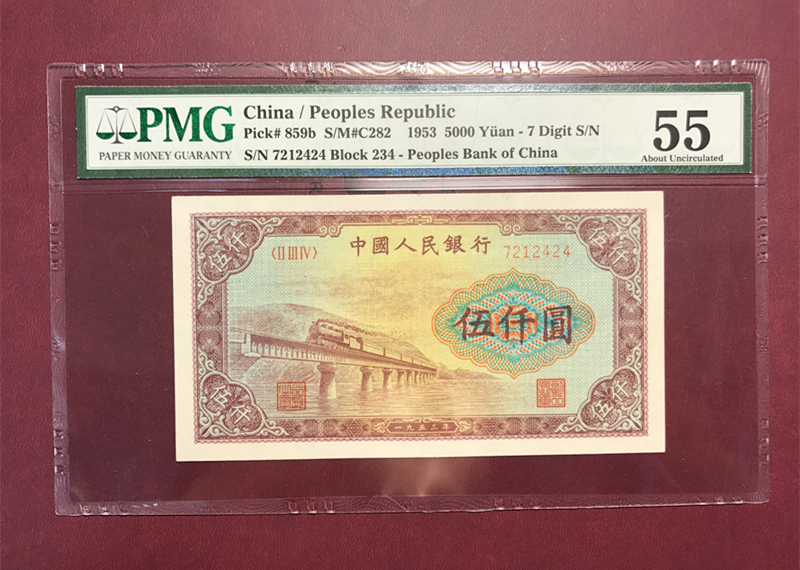 PMG
PAPER MONEY GUARANTY
China / Peoples Republic
Pick# 859b S/M#C282 1953 5000 Yüan - 7 Digit S/N
S/N 7212424 Block 234 - Peoples Bank of China
55
About Uncirculated
伍仟
伍仟
中國人民銀行
〈II III IV〉
7212424
伍仟圓
伍仟
伍仟
一九五三年